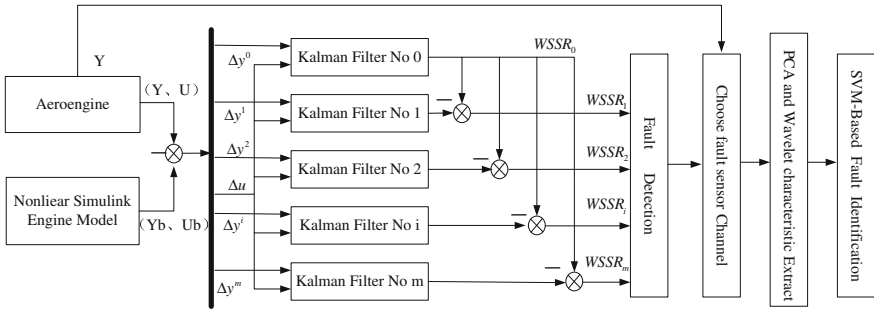 Y
Aeroengine
(Y、U)
Nonliear Simulink
Engine Model
(Yb、Ub)
Δy⁰
Δy¹
Δy²
Δu
Δyⁱ
Δyᵐ
Kalman Filter No 0
Kalman Filter No 1
Kalman Filter No 2
Kalman Filter No i
Kalman Filter No m
WSSR₀
WSSR₁
WSSR₂
WSSRᵢ
WSSRₘ
Fault Detection
Choose fault sensor
Channel
PCA and Wavelet characteristic Extract
SVM-Based Fault Identification